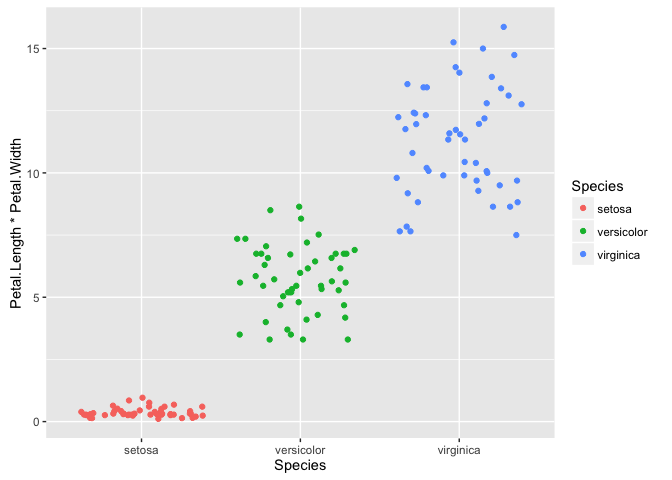 15
10
5
0
Petal.Length * Petal.Width
setosa
versicolor
virginica
Species
Species
setosa
versicolor
virginica